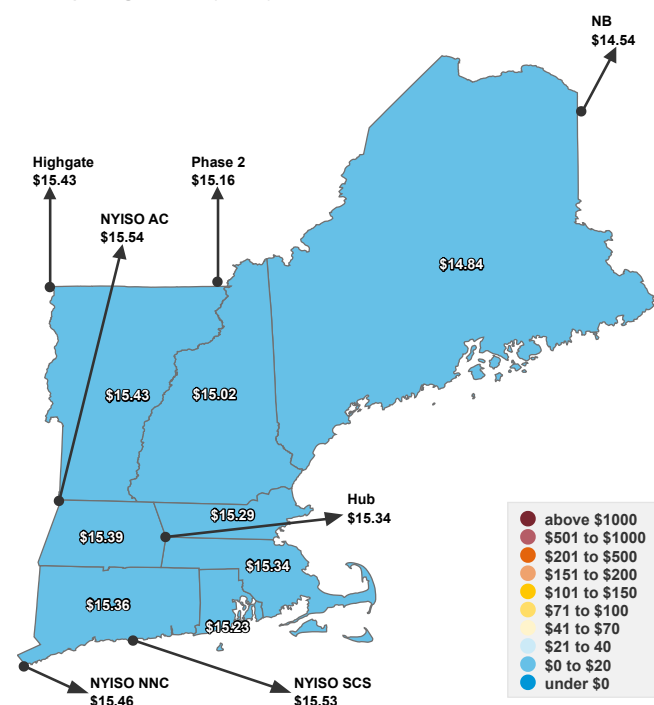 NB
$14.54
Highgate
$15.43
Phase 2
$15.16
NYISO AC
$15.54
$14.84
$15.43
$15.02
Hub
$15.34
$15.29
$15.39
$15.34
$15.36
$15.23
NYISO NNC
$15.46
NYISO SCS
$15.53
above $1000
$501 to $1000
$201 to $500
$151 to $200
$101 to $150
$71 to $100
$41 to $70
$21 to 40
$0 to $20
under $0